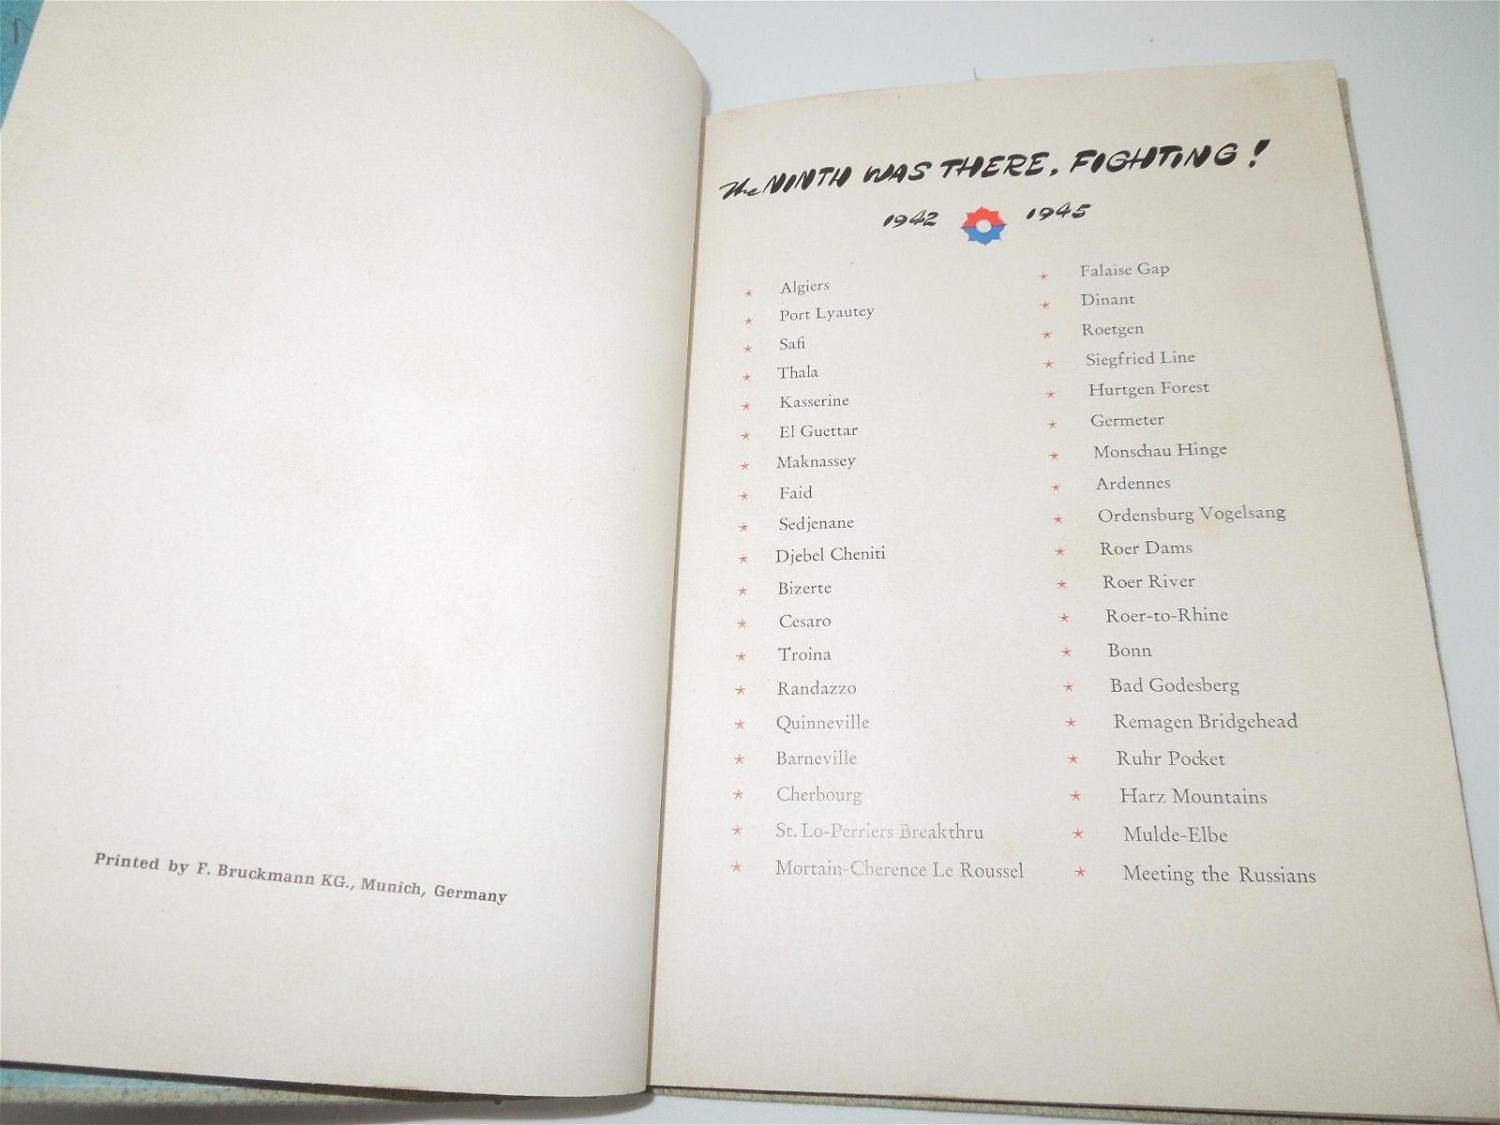 Printed by F. Bruckmann KG., Munich, Germany
The NINTH WAS THERE, FIGHTING!
1942 1945
Algiers
Port Lyautey
Safi
Thala
Kasserine
El Guettar
Maknassey
Faid
Sedjenane
Djebel Cheniti
Bizerte
Cesaro
Troina
Randazzo
Quinneville
Barneville
Cherbourg
St. Lo-Perriers Breakthru
Mortain-Cherence Le Roussel
Falaise Gap
Dinant
Roetgen
Siegfried Line
Hurtgen Forest
Germeter
Monschau Hinge
Ardennes
Ordensburg Vogelsang
Roer Dams
Roer River
Roer-to-Rhine
Bonn
Bad Godesberg
Remagen Bridgehead
Ruhr Pocket
Harz Mountains
Mulde-Elbe
Meeting the Russians